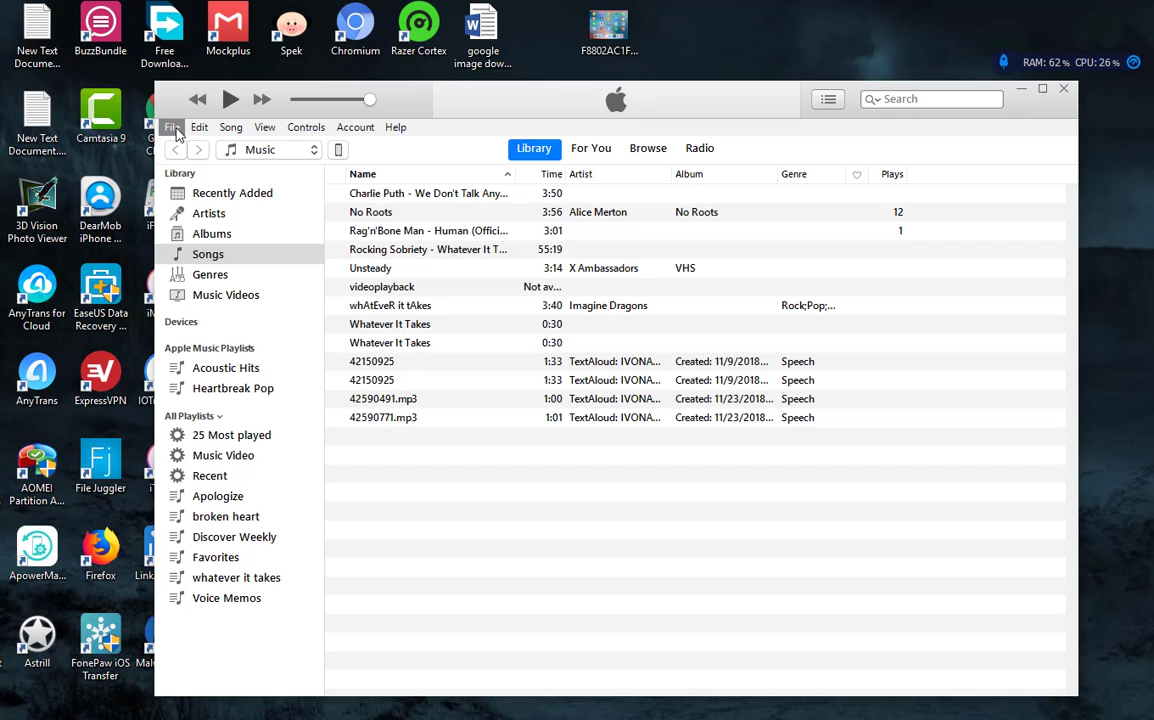 New Text
Docume...
BuzzBundle
Free
Downloa...
Mockplus
Spek
Chromium
Razer Cortex
google
image dow...
F8802AC1F...
RAM: 62% CPU: 26%
New Text
Document....
Camtasia 9
3D Vision
Photo Viewer
DearMob
iPhone ...
AnyTrans for
Cloud
EaseUS Data
Recovery ...
AnyTrans
ExpressVPN
AOMEI
Partition A...
File Juggler
ApowerMa...
Firefox
Link
Astrill
FonePaw iOS
Transfer
Search
File
Edit
Song
View
Controls
Account
Help
Music
Library
For You
Browse
Radio
Library
Recently Added
Artists
Albums
Songs
Genres
Music Videos
Devices
Apple Music Playlists
Acoustic Hits
Heartbreak Pop
All Playlists
25 Most played
Music Video
Recent
Apologize
broken heart
Discover Weekly
Favorites
whatever it takes
Voice Memos
Name Time Artist Album Genre Plays
Charlie Puth - We Don't Talk Any... 3:50
No Roots 3:56 Alice Merton No Roots 12
Rag'n'Bone Man - Human (Offici... 3:01 1
Rocking Sobriety - Whatever It T... 55:19
Unsteady 3:14 X Ambassadors VHS
videoplayback Not av...
whAtEveR it tAkes 3:40 Imagine Dragons Rock;Pop;...
Whatever It Takes 0:30
Whatever It Takes 0:30
42150925 1:33 TextAloud: IVONA... Created: 11/9/2018... Speech
42150925 1:33 TextAloud: IVONA... Created: 11/9/2018... Speech
42590491.mp3 1:00 TextAloud: IVONA... Created: 11/23/2018... Speech
42590771.mp3 1:01 TextAloud: IVONA... Created: 11/23/2018... Speech